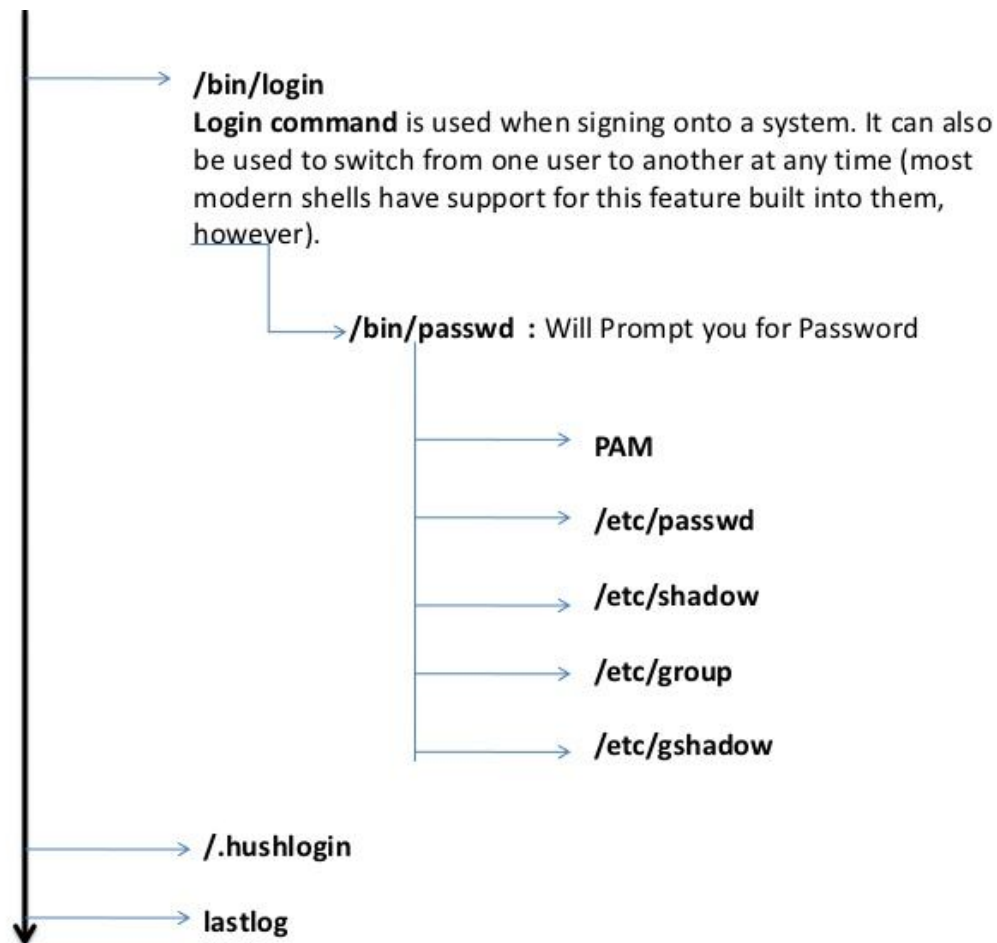 /bin/login
Login command is used when signing onto a system. It can also
be used to switch from one user to another at any time (most
modern shells have support for this feature built into them,
however).
/bin/passwd : Will Prompt you for Password
PAM
/etc/passwd
/etc/shadow
/etc/group
/etc/gshadow
/.hushlogin
lastlog